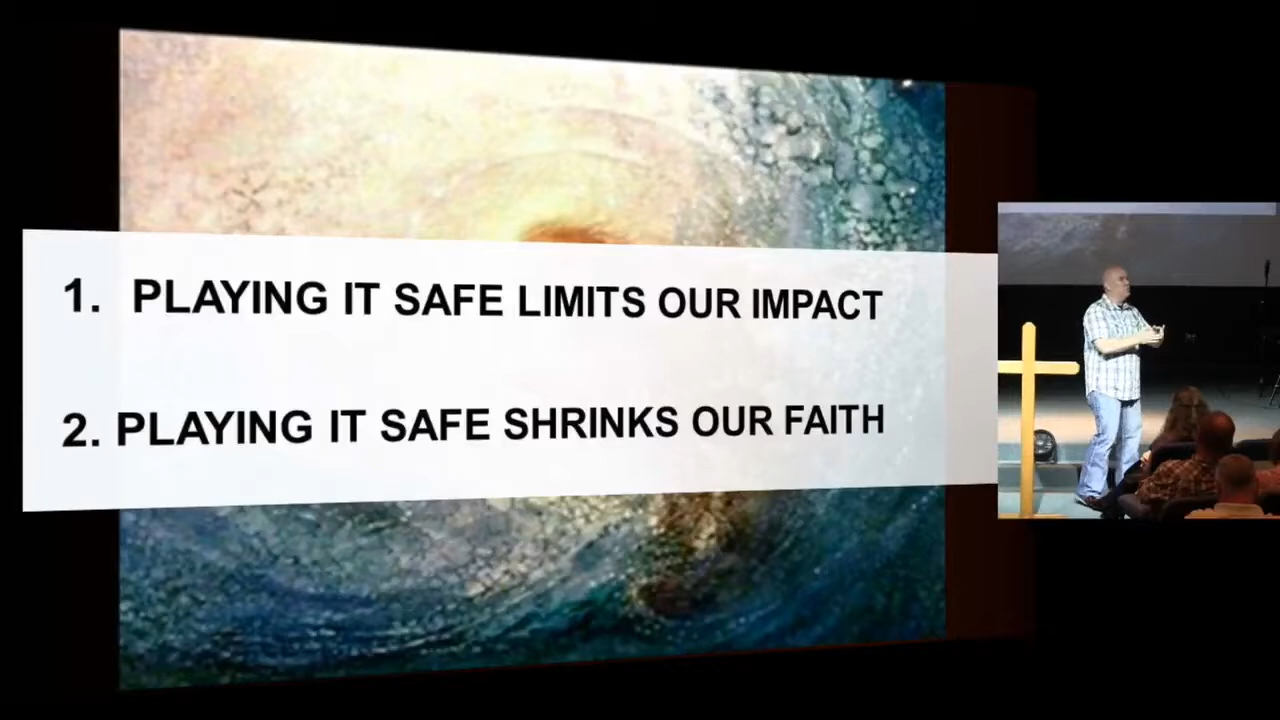 1. PLAYING IT SAFE LIMITS OUR IMPACT
2. PLAYING IT SAFE SHRINKS OUR FAITH